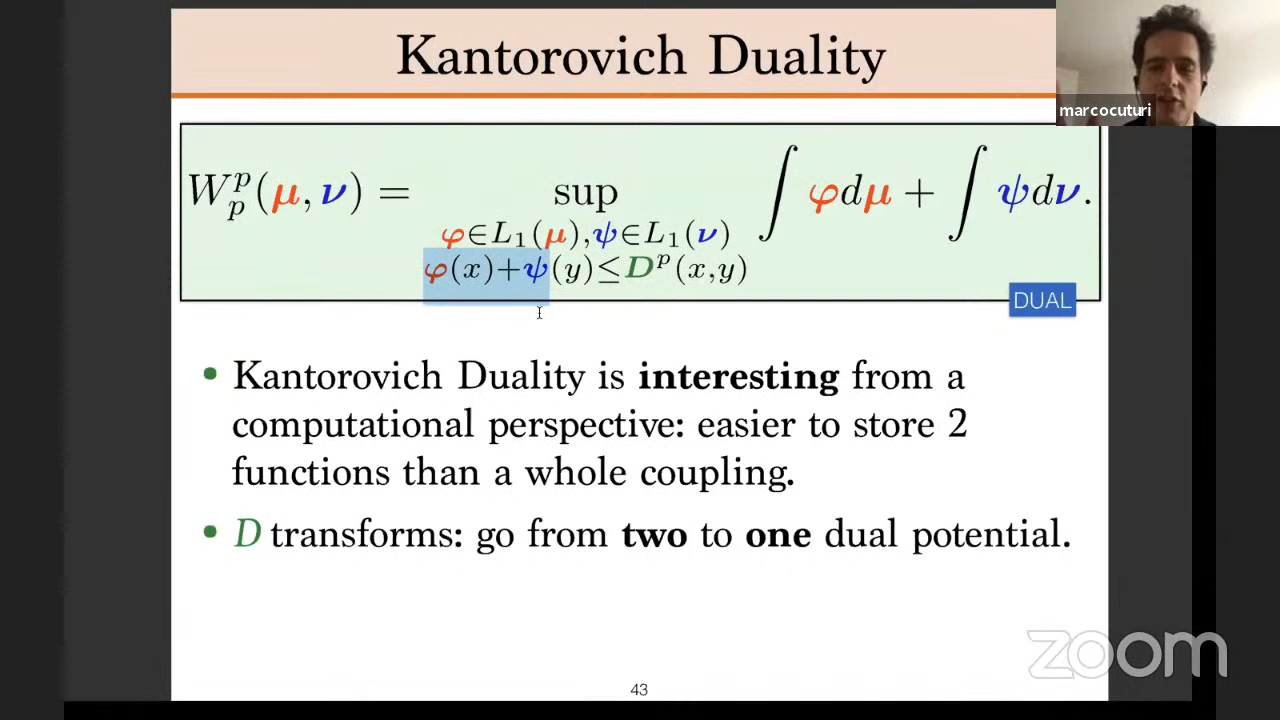 Kantorovich Duality
marcocuturi
W_p^p(μ, ν) = sup ∫ φdμ + ∫ ψdν.
φ∈L_1(μ),ψ∈L_1(ν)
φ(x)+ψ(y)≤D^p(x,y)
DUAL
• Kantorovich Duality is interesting from a
computational perspective: easier to store 2
functions than a whole coupling.
• D transforms: go from two to one dual potential.
zoom
43